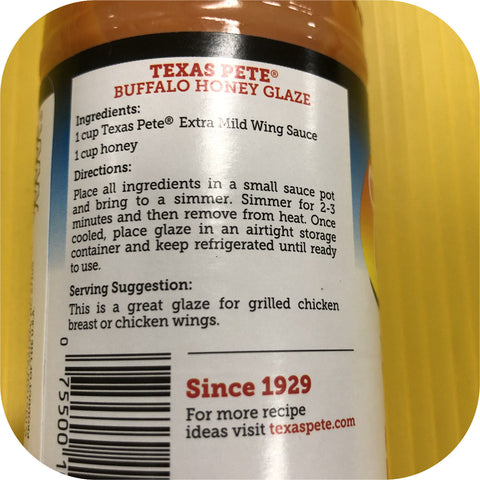 TEXAS PETE®
BUFFALO HONEY GLAZE
Ingredients:
1 cup Texas Pete® Extra Mild Wing Sauce
1 cup honey
Directions:
Place all ingredients in a small sauce pot
and bring to a simmer. Simmer for 2-3
minutes and then remove from heat. Once
cooled, place glaze in an airtight storage
container and keep refrigerated until ready
to use.
Serving Suggestion:
This is a great glaze for grilled chicken
breast or chicken wings.
Since 1929
For more recipe
ideas visit texaspete.com
0 75500 1